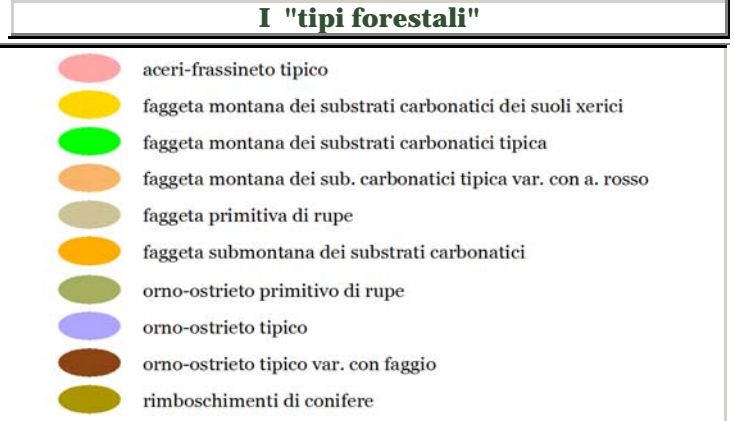 I "tipi forestali"
aceri-frassineto tipico
faggeta montana dei substrati carbonatici dei suoli xerici
faggeta montana dei substrati carbonatici tipica
faggeta montana dei sub. carbonatici tipica var. con a. rosso
faggeta primitiva di rupe
faggeta submontana dei substrati carbonatici
orno-ostrieto primitivo di rupe
orno-ostrieto tipico
orno-ostrieto tipico var. con faggio
rimboschimenti di conifere